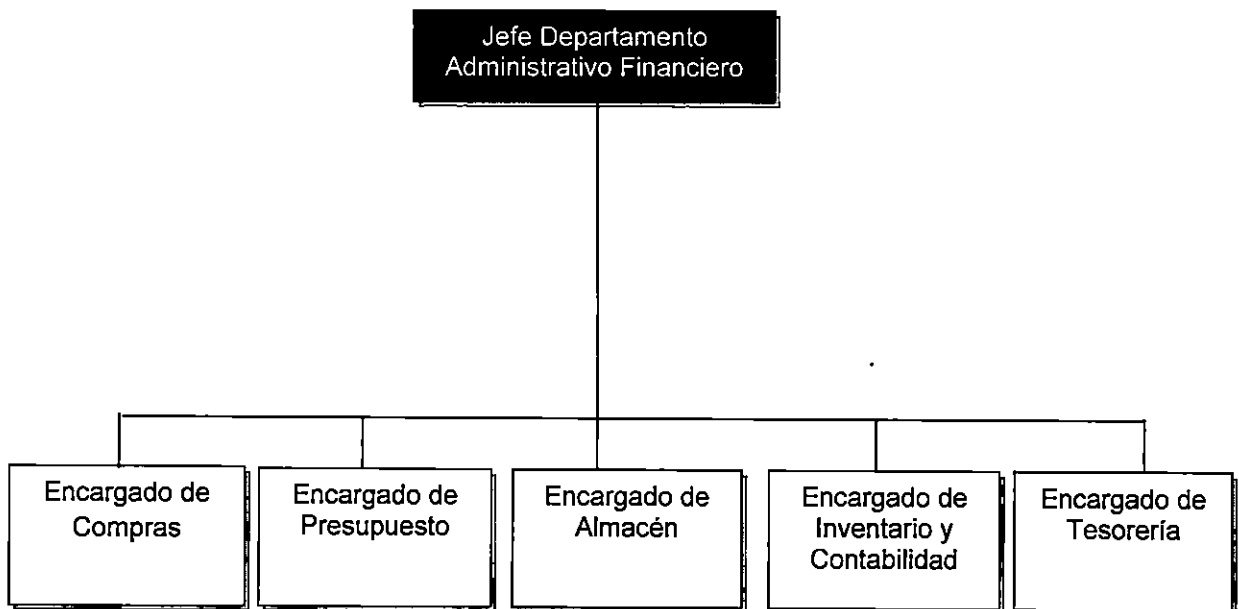 Jefe Departamento
Administrativo Financiero
Encargado de
Compras
Encargado de
Presupuesto
Encargado de
Almacén
Encargado de
Inventario y
Contabilidad
Encargado de
Tesorería